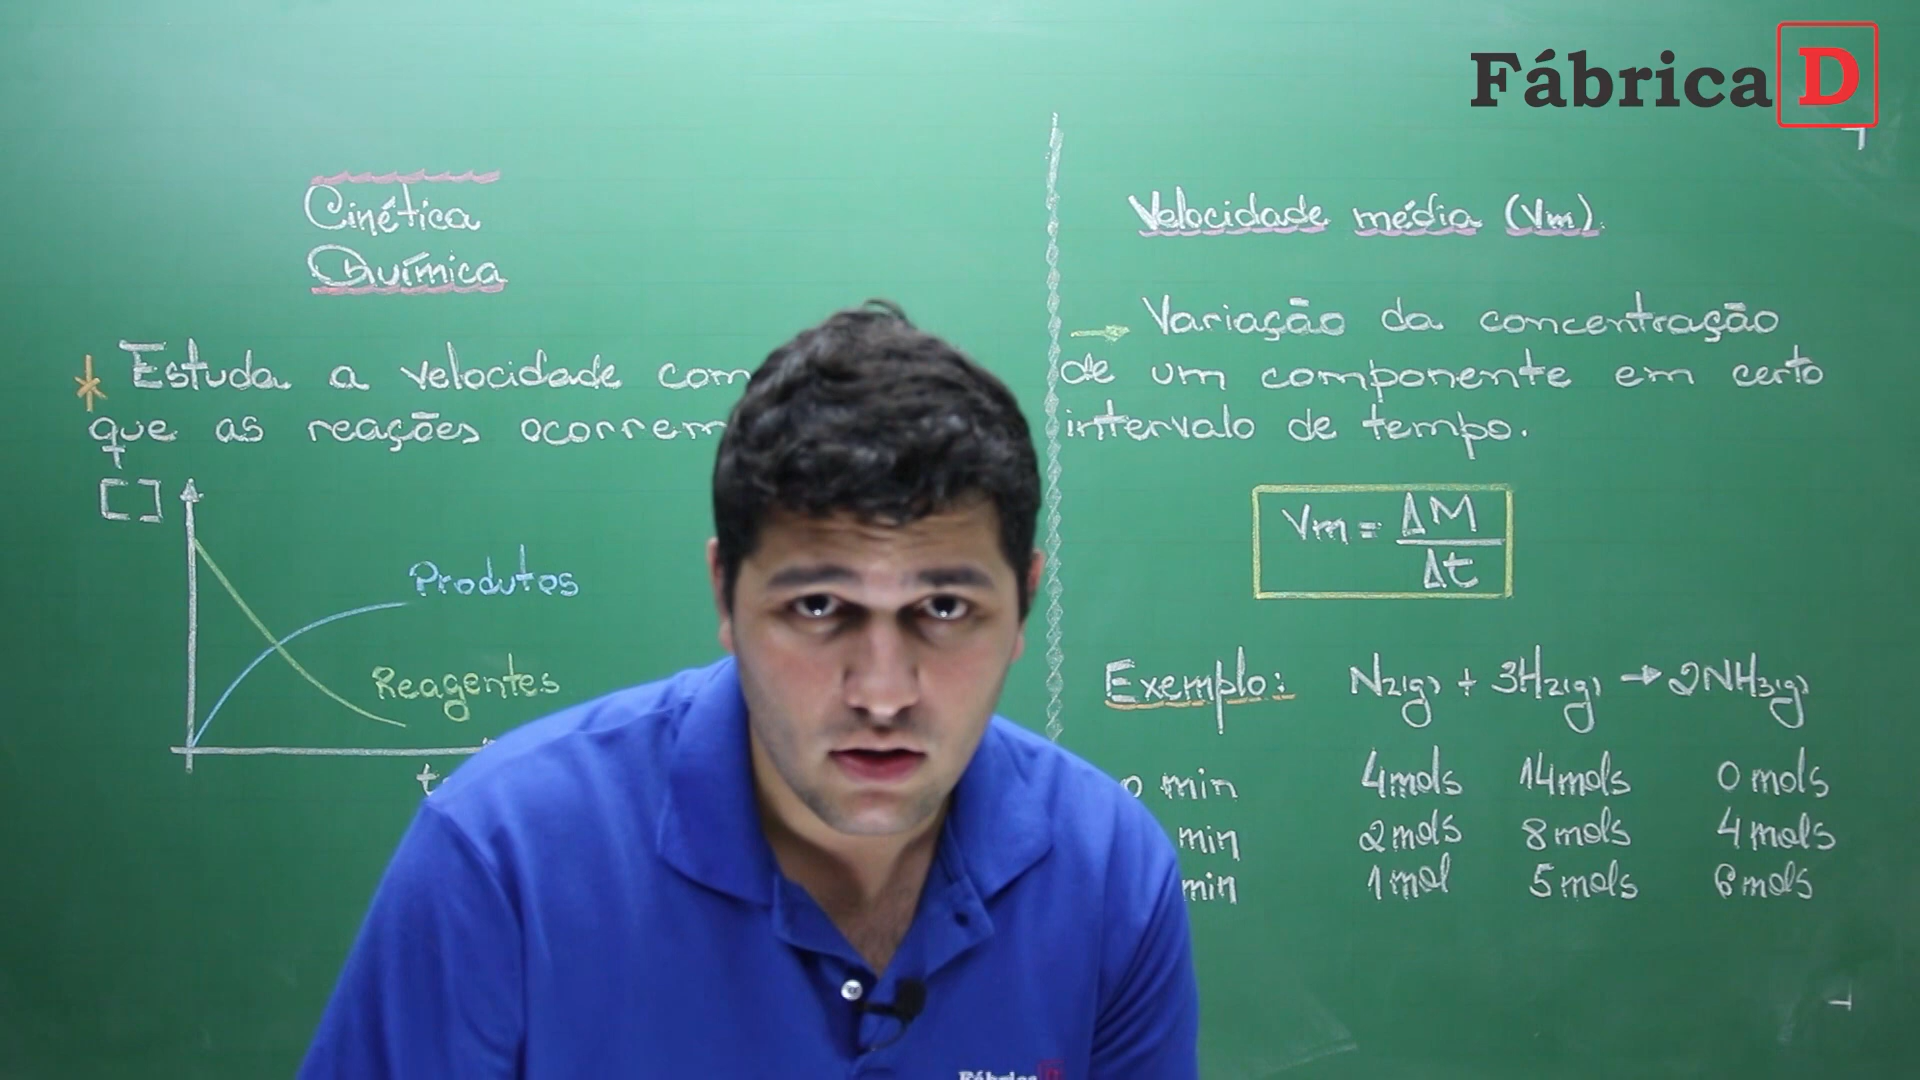 FábricaD
Cinética
Química
* Estuda a velocidade com
que as reações ocorrem
[ ]
Produtos
Reagentes
Velocidade média (Vm).
→ Variação da concentração
de um componente em certo
intervalo de tempo.
Vm = ΔM
Δt
Exemplo: N2(g) + 3H2(g) → 2NH3(g)
0 min 4mols 14mols 0 mols
min 2mols 8mols 4mols
min 1mol 5mols 6mols
Fábrica D